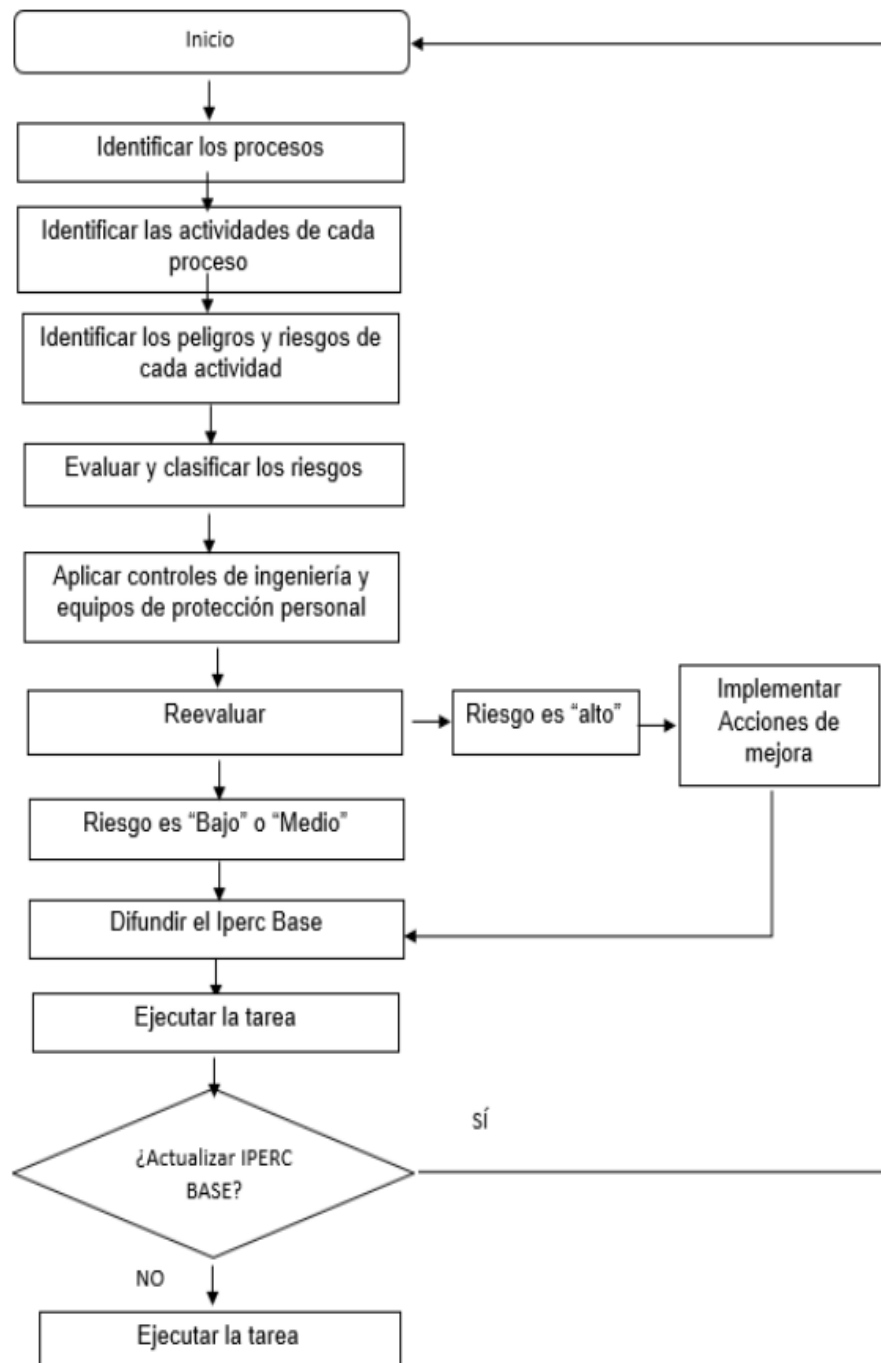 Inicio
Identificar los procesos
Identificar las actividades de cada
proceso
Identificar los peligros y riesgos de
cada actividad
Evaluar y clasificar los riesgos
Aplicar controles de ingeniería y
equipos de protección personal
Reevaluar
Riesgo es “alto”
Implementar
Acciones de
mejora
Riesgo es “Bajo” o “Medio”
Difundir el Iperc Base
Ejecutar la tarea
¿Actualizar IPERC
BASE?
SÍ
NO
Ejecutar la tarea